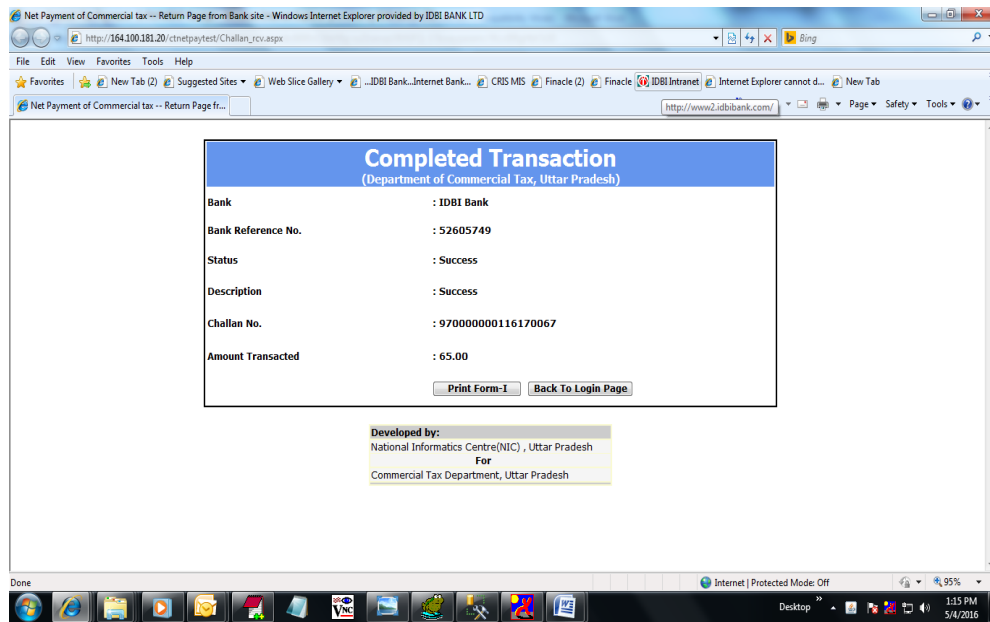 Net Payment of Commercial tax -- Return Page from Bank site - Windows Internet Explorer provided by IDBI BANK LTD
http://164.100.181.20/ctnetpaytest/Challan_rcv.aspx
Bing
File Edit View Favorites Tools Help
Favorites New Tab (2) Suggested Sites Web Slice Gallery ...IDBI Bank...Internet Bank... CRIS MIS Finacle (2) Finacle IDBI Intranet Internet Explorer cannot d... New Tab
Net Payment of Commercial tax -- Return Page fr...
http://www2.idbibank.com/
Page Safety Tools
Completed Transaction
(Department of Commercial Tax, Uttar Pradesh)
Bank : IDBI Bank
Bank Reference No. : 52605749
Status : Success
Description : Success
Challan No. : 970000000116170067
Amount Transacted : 65.00
Print Form-I Back To Login Page
Developed by:
National Informatics Centre(NIC) , Uttar Pradesh
For
Commercial Tax Department, Uttar Pradesh
Done Internet | Protected Mode: Off 95%
VNC
Desktop
1:15 PM
5/4/2016